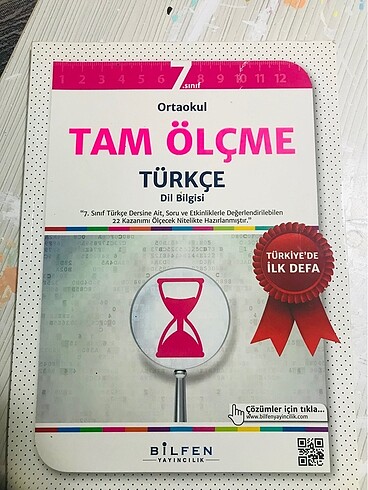 1 2 3 4 5 6 7 8 9 10 11 12
.sınıf
Ortaokul
TAM ÖLÇME
TÜRKÇE
Dil Bilgisi
"7. Sınıf Türkçe Dersine Ait, Soru ve Etkinliklerle Değerlendirilebilen
22 Kazanımı Ölçecek Nitelikte Hazırlanmıştır."
TÜRKİYE'DE
İLK DEFA
Çözümler için tıkla...
www.bilfenyayincilik.com
BİLFEN
YAYINCILIK